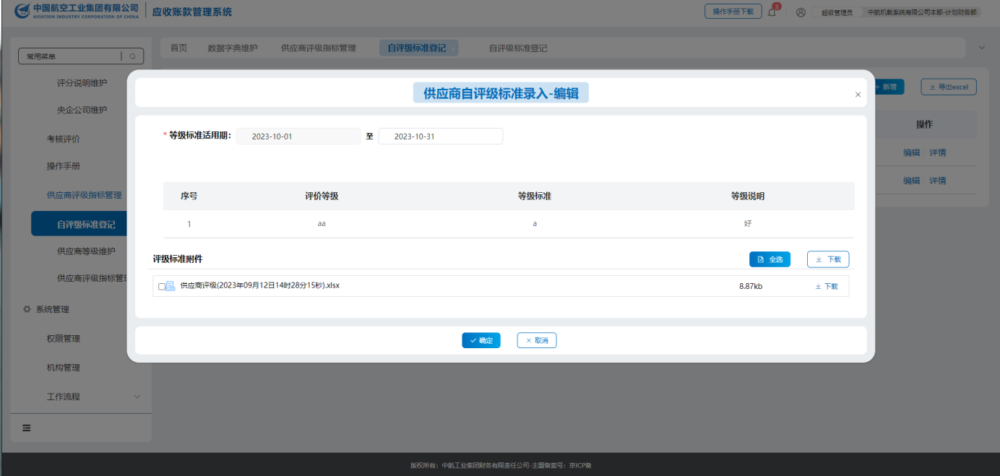 中国航空工业集团有限公司
AVIATION INDUSTRY CORPORATION OF CHINA
应收账款管理系统
操作手册下载
3
超级管理员
中航机载系统有限公司本部-计划财务部
常用菜单
首页
数据字典维护
供应商评级指标管理
自评级标准登记
自评级标准登记
评分说明维护
央企公司维护
考核评价
操作手册
供应商评级指标管理
自评级标准登记
供应商等级维护
供应商评级指标管
系统管理
权限管理
机构管理
工作流程
新增
导出excel
操作
编辑 详情
编辑 详情
供应商自评级标准录入-编辑
* 等级标准适用期: 2023-10-01 至 2023-10-31
序号 评价等级 等级标准 等级说明
1 aa a 好
评级标准附件
全选
下载
供应商评级(2023年09月12日14时28分15秒).xlsx 8.87kb 下载
确定
取消
版权所有: 中航工业集团财务有限责任公司-主题备案号: 京ICP备